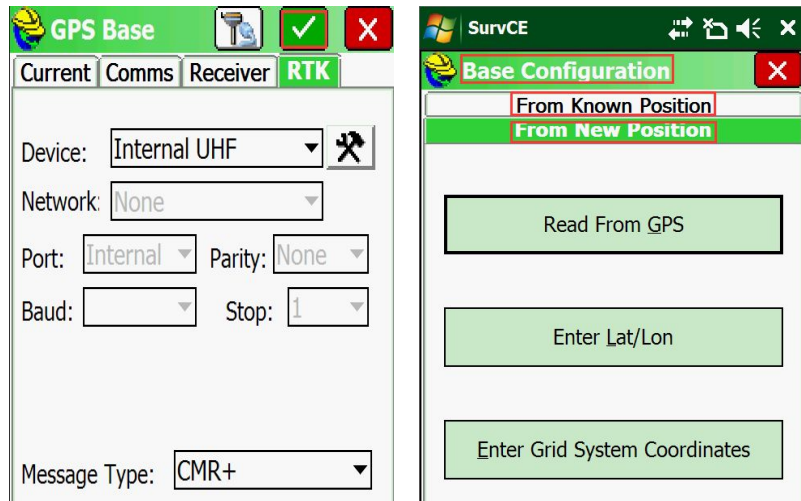 GPS Base
Current Comms Receiver RTK
Device: Internal UHF
Network: None
Port: Internal Parity: None
Baud: Stop: 1
Message Type: CMR+
SurvCE
Base Configuration
From Known Position
From New Position
Read From GPS
Enter Lat/Lon
Enter Grid System Coordinates